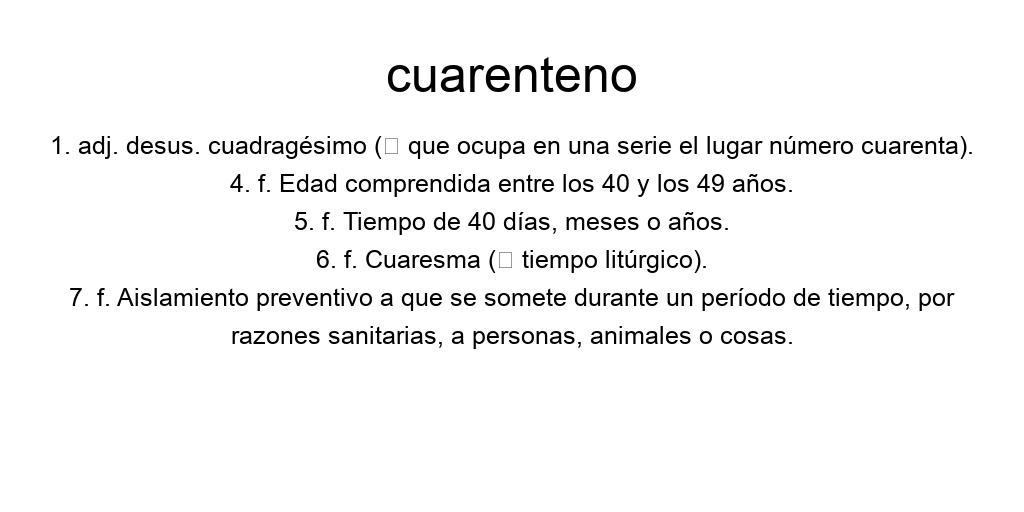 cuarenteno
1. adj. desus. cuadragésimo (▯ que ocupa en una serie el lugar número cuarenta).
4. f. Edad comprendida entre los 40 y los 49 años.
5. f. Tiempo de 40 días, meses o años.
6. f. Cuaresma (▯ tiempo litúrgico).
7. f. Aislamiento preventivo a que se somete durante un período de tiempo, por
razones sanitarias, a personas, animales o cosas.